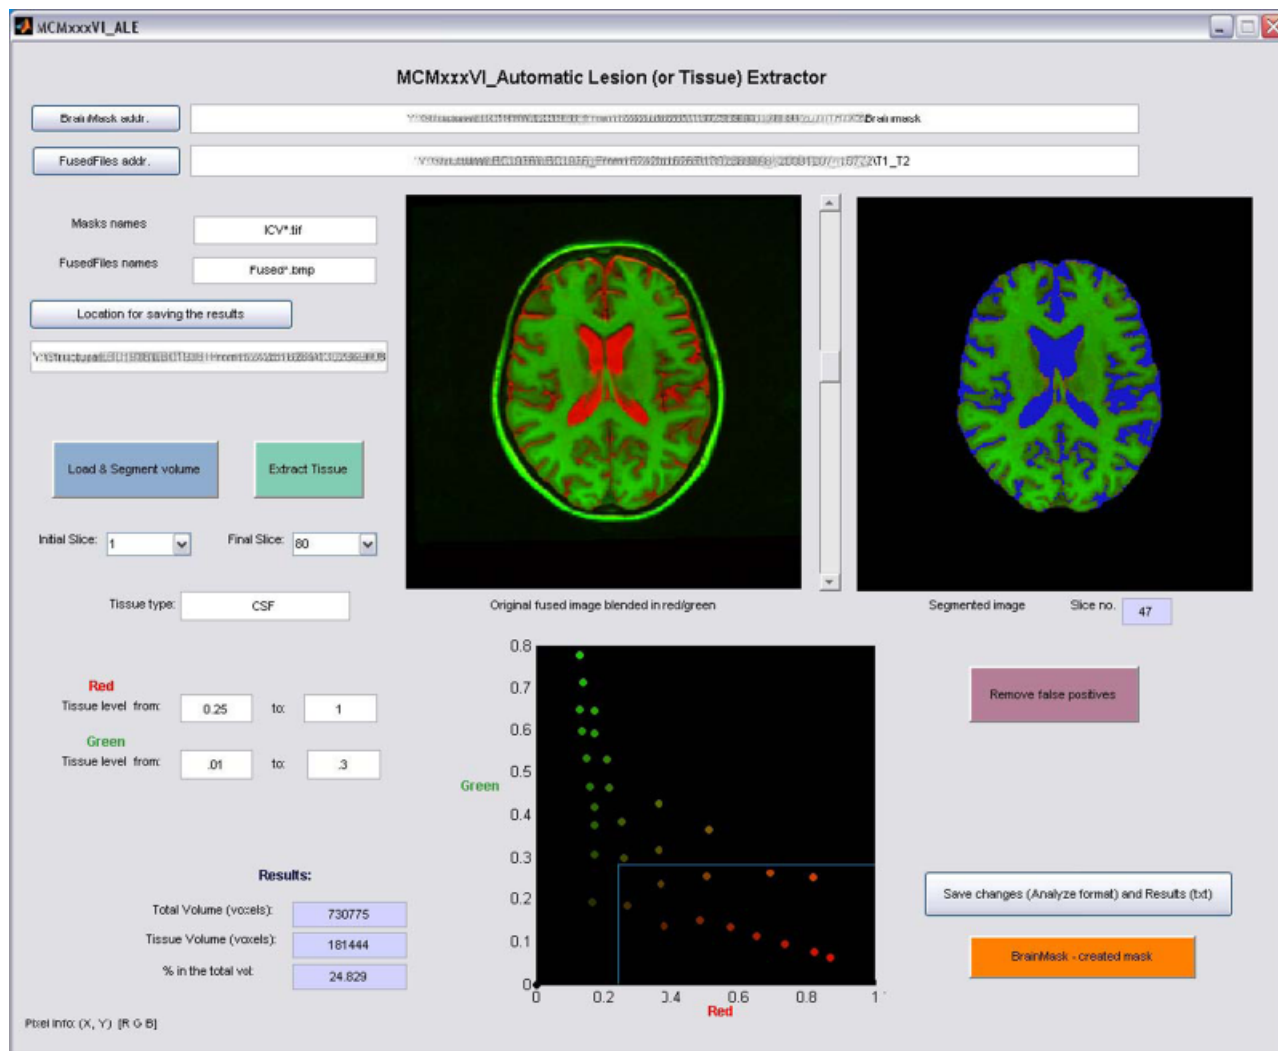 MCMxxxVI_ALE
MCMxxxVI_Automatic Lesion (or Tissue) Extractor
BrainMask addr.
Brainmask
FusedFiles addr.
\T1_T2
Masks names
ICV*.tif
FusedFiles names
Fused*.bmp
Location for saving the results
Load & Segment volume
Extract Tissue
Initial Slice: 1
Final Slice: 80
Tissue type: CSF
Original fused image blended in red/green
Segmented image
Slice no. 47
Red
Tissue level from: 0.25 to: 1
Green
Tissue level from: .01 to: .3
0.8
0.7
0.6
0.5
0.4
0.3
0.2
0.1
0
Green
0 0.2 0.4 0.6 0.8 1
Red
Remove false positives
Results:
Total Volume (voxels): 730775
Tissue Volume (voxels): 181444
% in the total vol: 24.829
Save changes (Analyze format) and Results (txt)
BrainMask - created mask
Pixel info: (X, Y) [R G B]